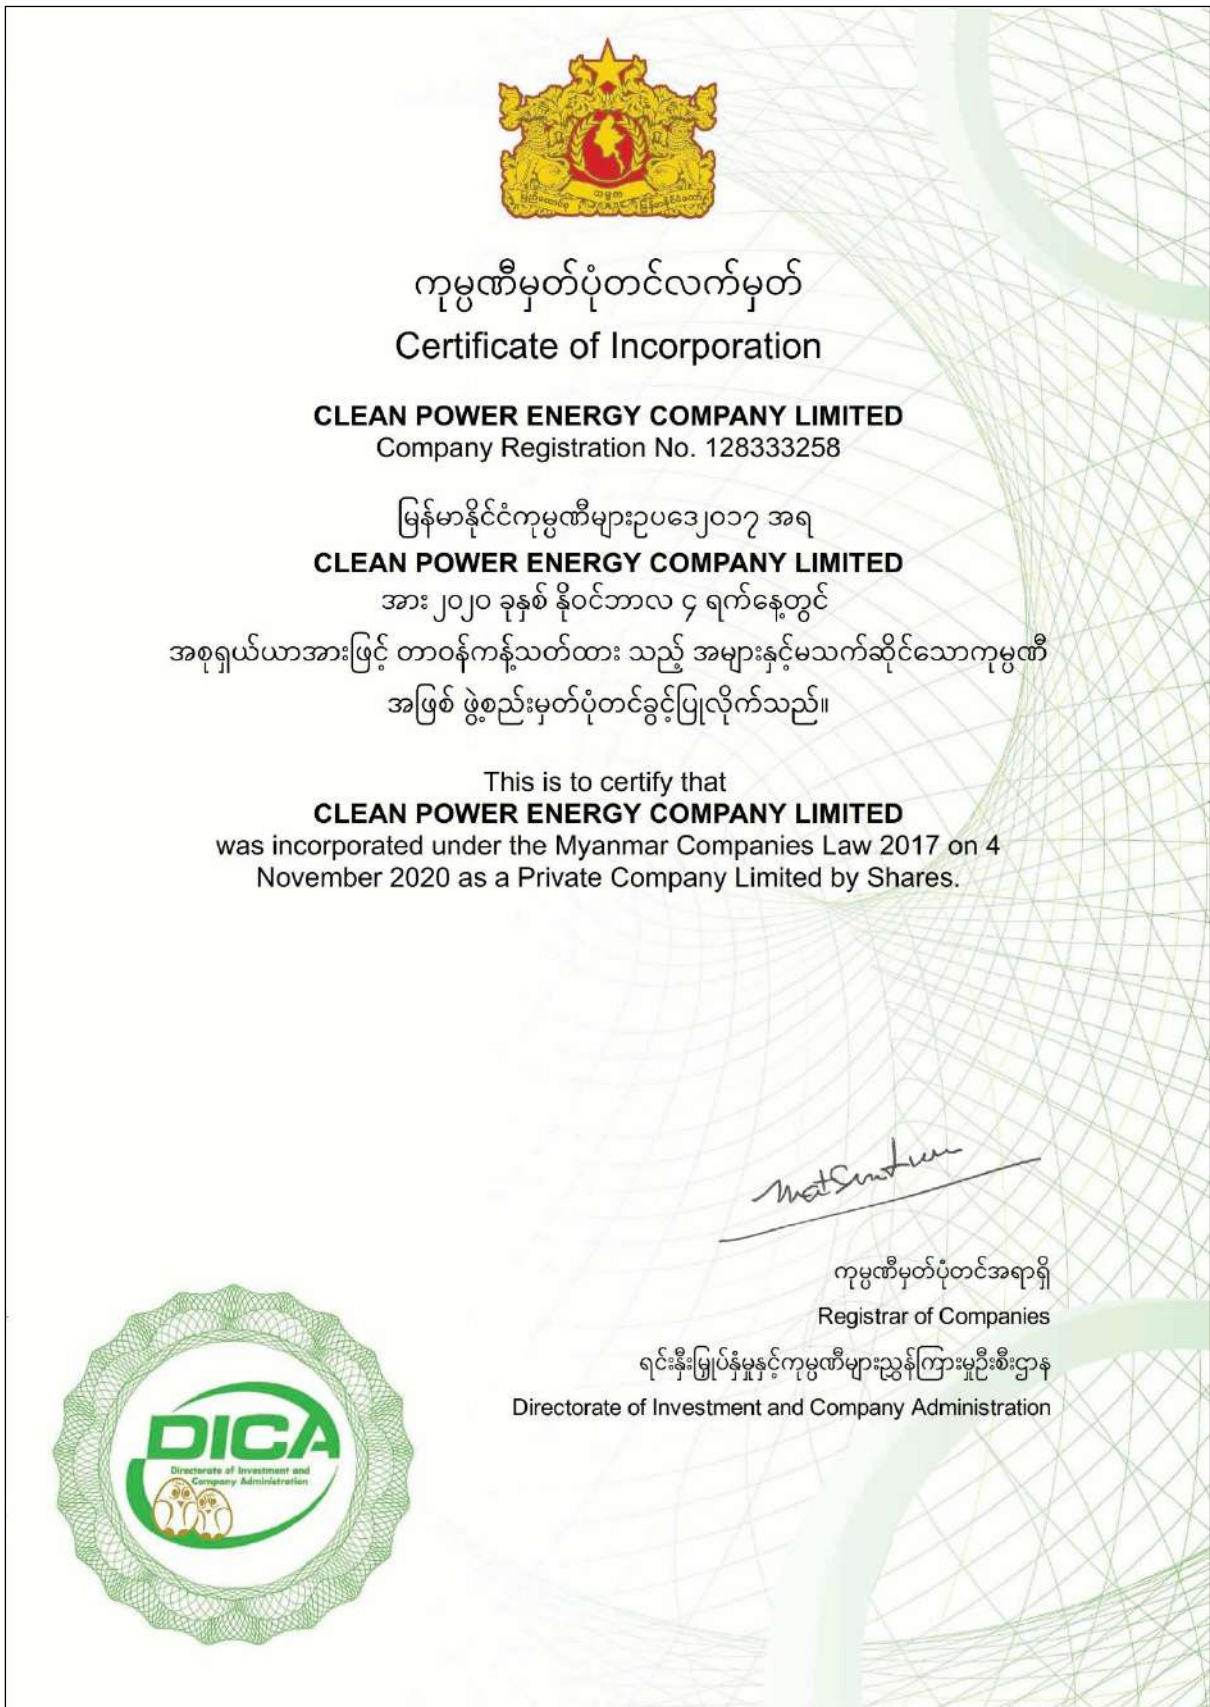 ကုမ္ပဏီမှတ်ပုံတင်လက်မှတ်
Certificate of Incorporation
CLEAN POWER ENERGY COMPANY LIMITED
Company Registration No. 128333258
မြန်မာနိုင်ငံကုမ္ပဏီများဥပဒေ၂၀၁၇ အရ
CLEAN POWER ENERGY COMPANY LIMITED
အား ၂၀၂၀ ခုနှစ် နိုဝင်ဘာလ ၄ ရက်နေ့တွင်
အစုရှယ်ယာအားဖြင့် တာဝန်ကန့်သတ်ထား သည့် အများနှင့်မသက်ဆိုင်သောကုမ္ပဏီ
အဖြစ် ဖွဲ့စည်းမှတ်ပုံတင်ခွင့်ပြုလိုက်သည်။
This is to certify that
CLEAN POWER ENERGY COMPANY LIMITED
was incorporated under the Myanmar Companies Law 2017 on 4
November 2020 as a Private Company Limited by Shares.
ကုမ္ပဏီမှတ်ပုံတင်အရာရှိ
Registrar of Companies
ရင်းနှီးမြှုပ်နှံမှုနှင့်ကုမ္ပဏီများညွှန်ကြားမှုဦးစီးဌာန
Directorate of Investment and Company Administration
DICA
Directorate of Investment and
Company Administration